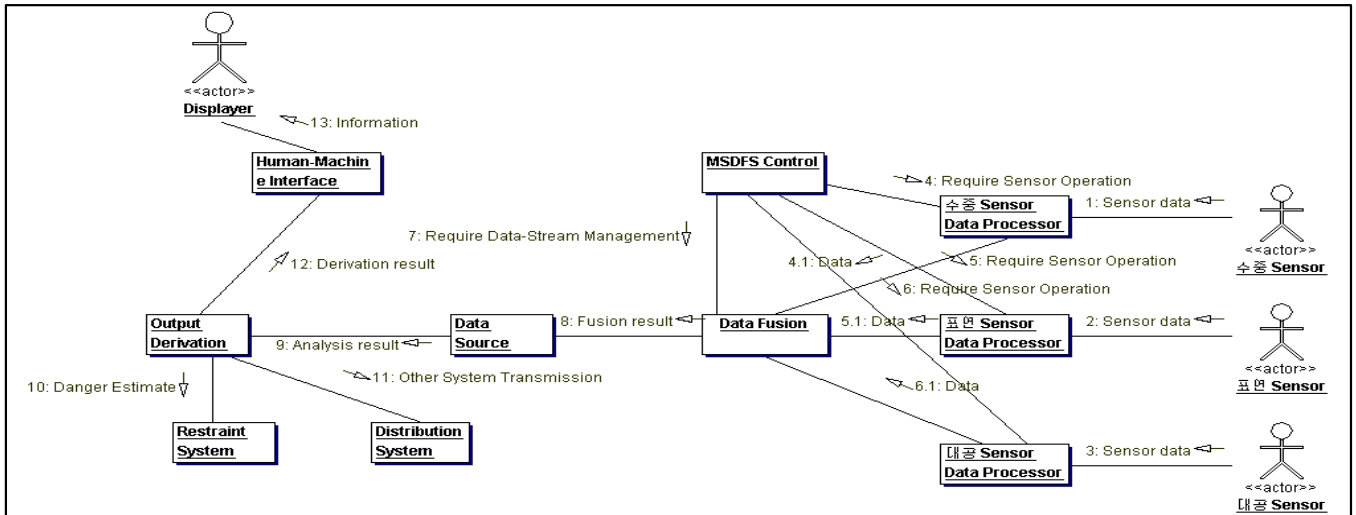 <<actor>>
Displayer
13: Information
Human-Machin
e Interface
MSDFS Control
4: Require Sensor Operation
수중 Sensor
Data Processor
1: Sensor data
<<actor>>
수중 Sensor
7: Require Data-Stream Management
12: Derivation result
4.1: Data
5: Require Sensor Operation
6: Require Sensor Operation
Output
Derivation
9: Analysis result
Data
Source
8: Fusion result
Data Fusion
5.1: Data
표면 Sensor
Data Processor
2: Sensor data
<<actor>>
표면 Sensor
10: Danger Estimate
11: Other System Transmission
6.1: Data
Restraint
System
Distribution
System
대공 Sensor
Data Processor
3: Sensor data
<<actor>>
대공 Sensor